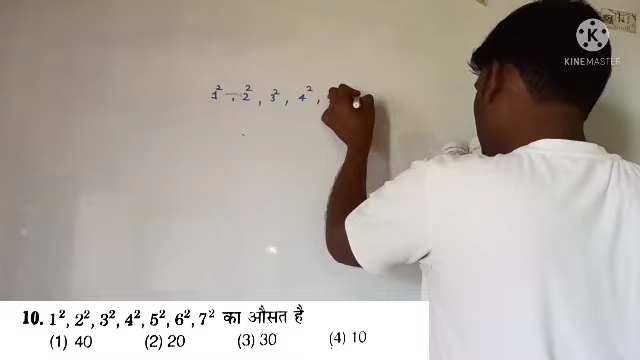 KINEMASTER
1², 2², 3², 4²,
10. 1², 2², 3², 4², 5², 6², 7² का औसत है
(1) 40 (2) 20 (3) 30 (4) 10